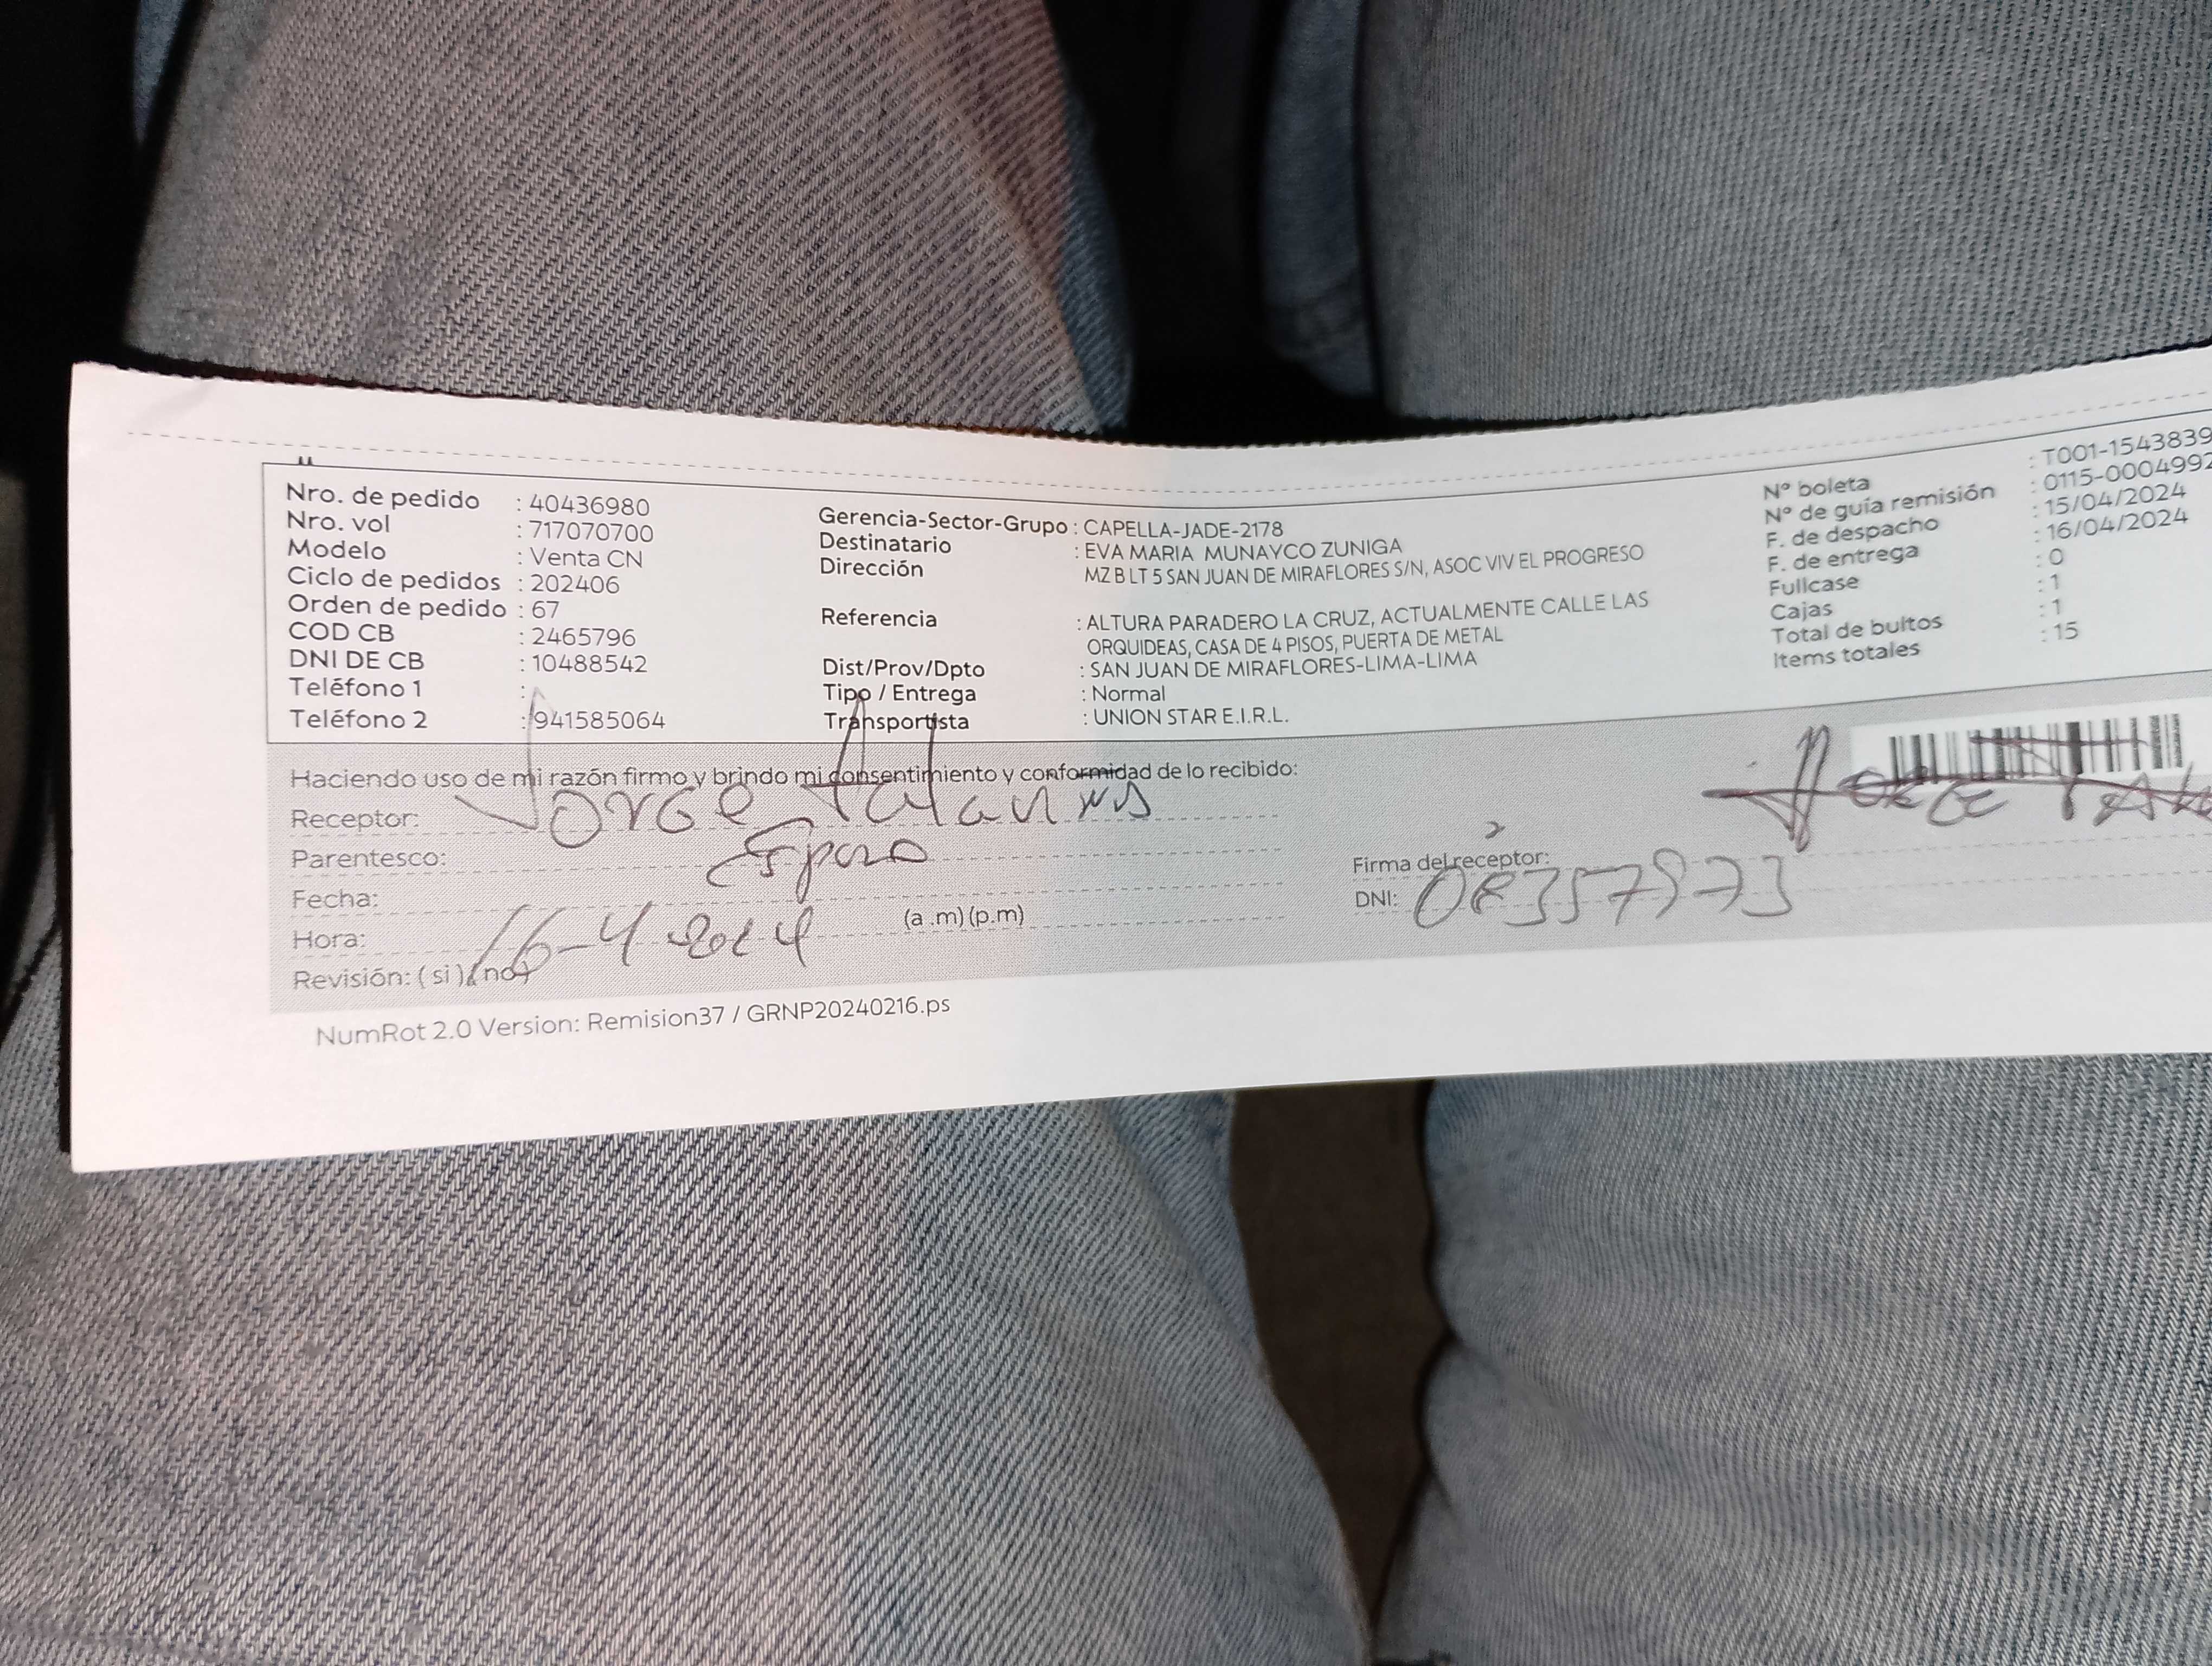 Nro. de pedido : 40436980
Nro. vol : 717070700
Modelo : Venta CN
Ciclo de pedidos : 202406
Orden de pedido : 67
COD CB : 2465796
DNI DE CB : 10488542
Teléfono 1 :
Teléfono 2 : 941585064
Gerencia-Sector-Grupo : CAPELLA-JADE-2178
Destinatario : EVA MARIA MUNAYCO ZUNIGA
Dirección MZ B LT 5 SAN JUAN DE MIRAFLORES S/N, ASOC VIV EL PROGRESO
Referencia : ALTURA PARADERO LA CRUZ, ACTUALMENTE CALLE LAS
ORQUIDEAS, CASA DE 4 PISOS, PUERTA DE METAL
Dist/Prov/Dpto : SAN JUAN DE MIRAFLORES-LIMA-LIMA
Tipo / Entrega : Normal
Transportista : UNION STAR E.I.R.L.
Nº boleta : T001-1543839
Nº de guía remisión : 0115-0004992
F. de despacho : 15/04/2024
F. de entrega : 16/04/2024
Fullcase : 0
Cajas : 1
Total de bultos : 1
Items totales : 15
Haciendo uso de mi razón firmo y brindo mi consentimiento y conformidad de lo recibido:
Receptor: Jorge
Parentesco: Esposo
Fecha:
Hora: 16-4-2024 (a.m) (p.m)
Revisión: ( si ) ( no )
Firma del receptor:
DNI: 08357973
NumRot 2.0 Version: Remision37 / GRNP20240216.ps